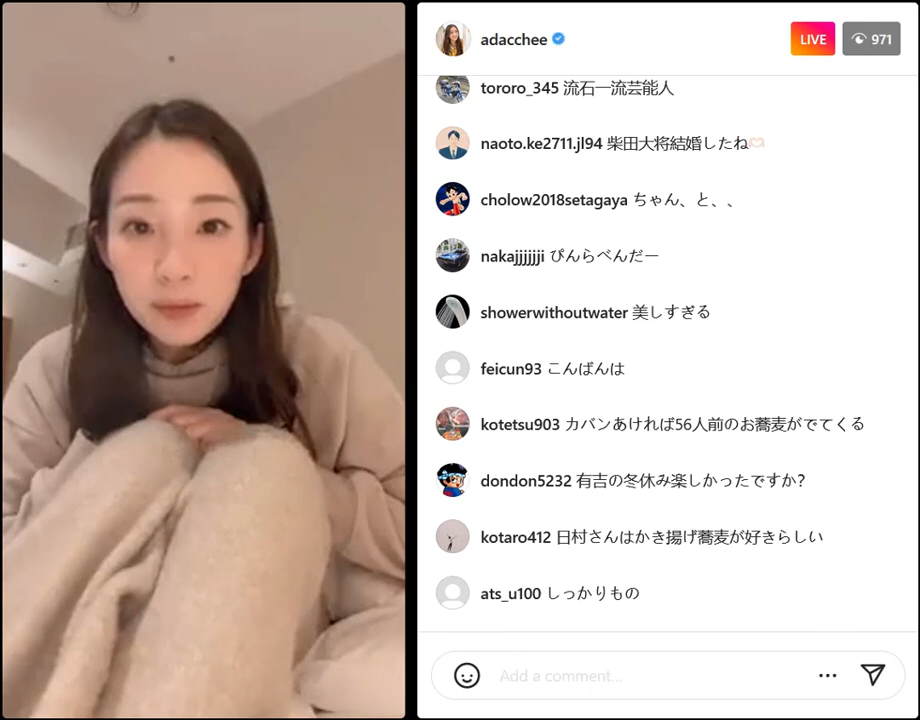 adacchee
LIVE
971
tororo_345 流石一流芸能人
naoto.ke2711.jl94 柴田大将結婚したね🫶🏻
cholow2018setagaya ちゃん、と、、
nakajjjjjji ぴんらべんだー
showerwithoutwater 美しすぎる
feicun93 こんばんは
kotetsu903 カバンあければ56人前のお蕎麦がでてくる
dondon5232 有吉の冬休み楽しかったですか？
kotaro412 日村さんはかき揚げ蕎麦が好きらしい
ats_u100 しっかりもの
Add a comment...